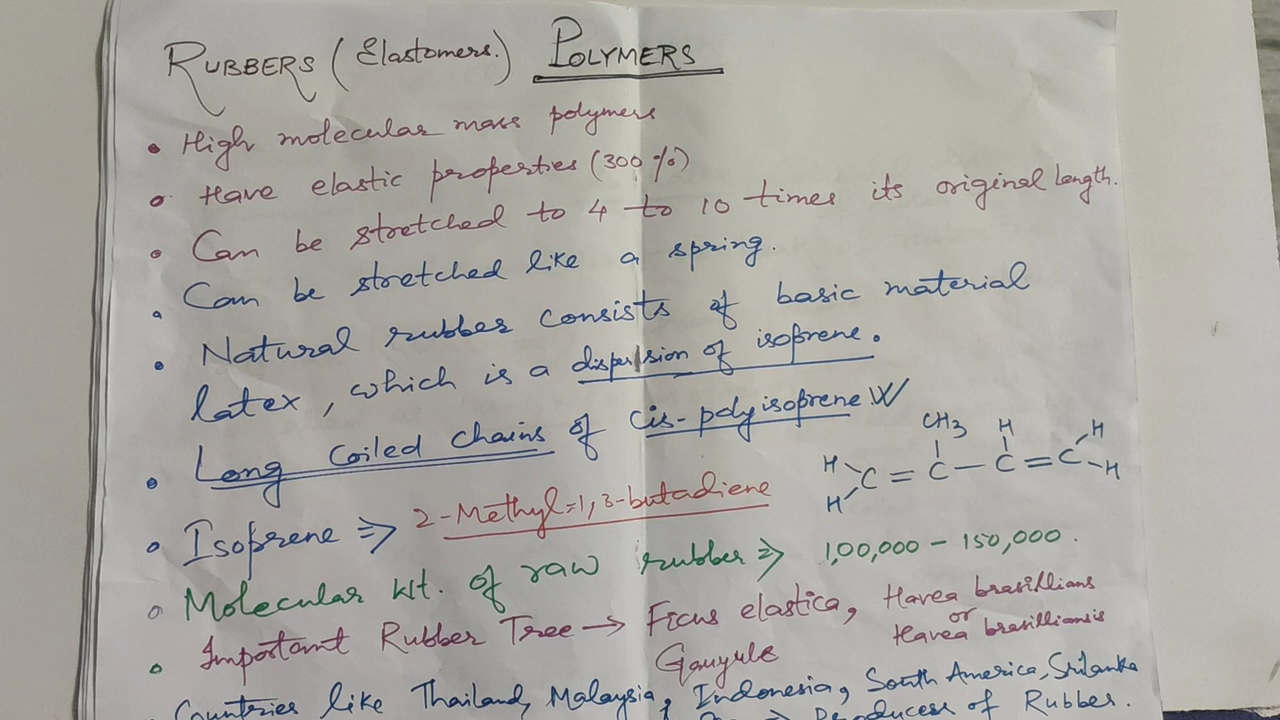 RUBBERS (Elastomers.) POLYMERS
• High molecular mass polymers
• Have elastic properties (300 %)
• Can be stretched to 4 to 10 times its original length.
• Can be stretched like a spring.
• Natural rubber consists of basic material
latex, which is a dispersion of isoprene.
• Long coiled chains of cis-polyisoprene
CH3 H H
H C = C — C = C H
H
• Isoprene ⇒ 2-Methyl-1,3-butadiene
• Molecular Wt. of raw rubber ⇒ 1,00,000 - 150,000.
• Important Rubber Tree → Ficus elastica, Havea brasillians
or
Havea brasilliansis
Gauyule
• Countries like Thailand, Malaysia, Indonesia, South America, Srilanka
Producess of Rubber.